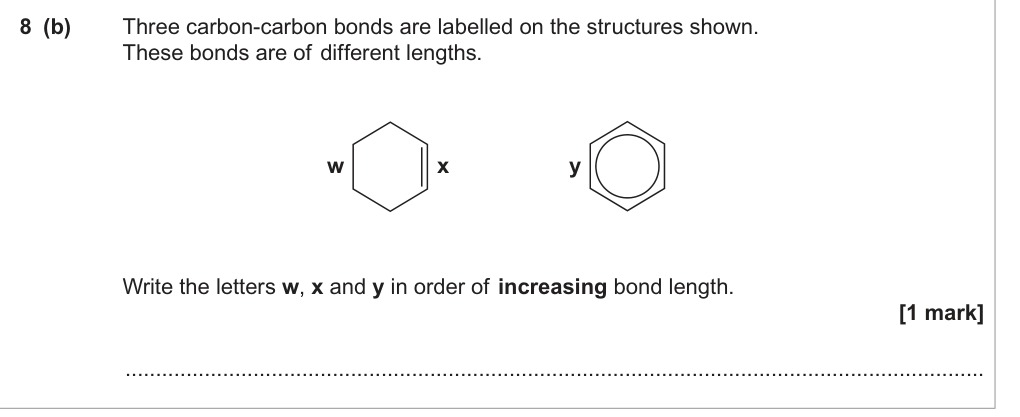 8 (b) Three carbon-carbon bonds are labelled on the structures shown.
These bonds are of different lengths.
w x y
Write the letters w, x and y in order of increasing bond length.
[1 mark]